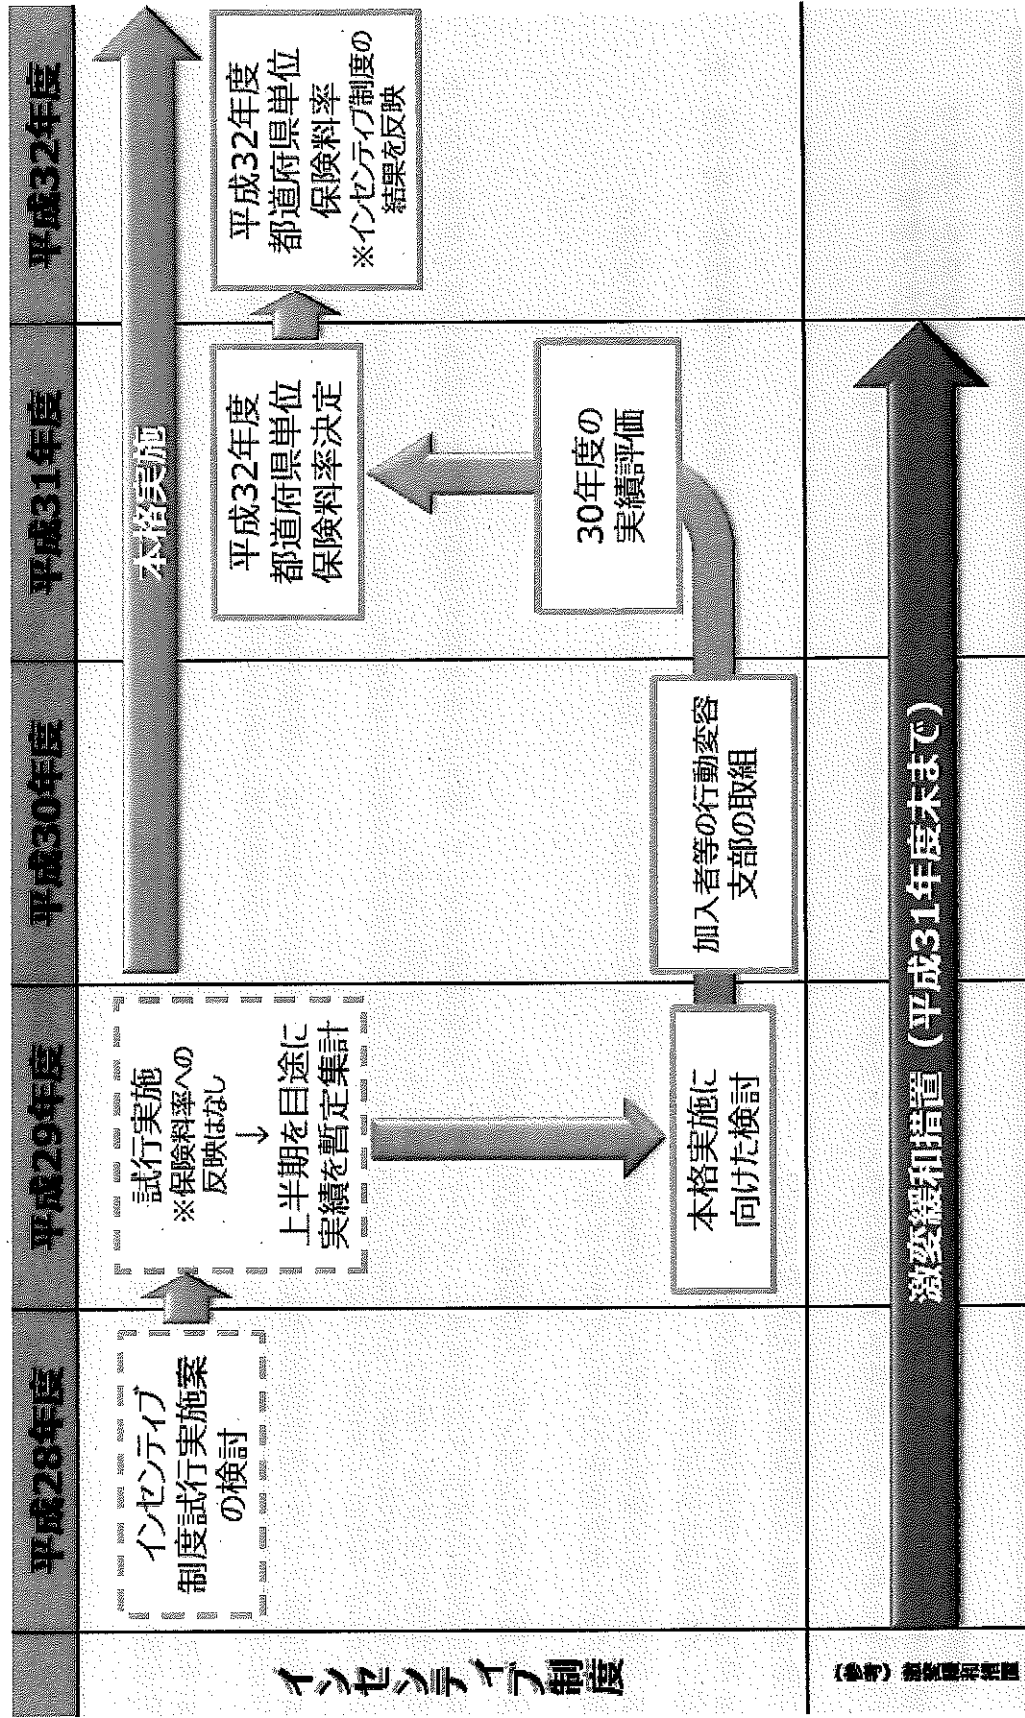 平成28年度
平成29年度
平成30年度
平成31年度
平成32年度
インセンティブ制度
インセンティブ
制度試行実施案
の検討
試行実施
※保険料率への
反映はなし
↓
上半期を目途に
実績を暫定集計
本格実施に
向けた検討
本格実施
加入者等の行動変容
支部の取組
30年度の
実績評価
平成32年度
都道府県単位
保険料率決定
平成32年度
都道府県単位
保険料率
※インセンティブ制度の
結果を反映
(参考) 激変緩和措置
激変緩和措置（平成31年度末まで）